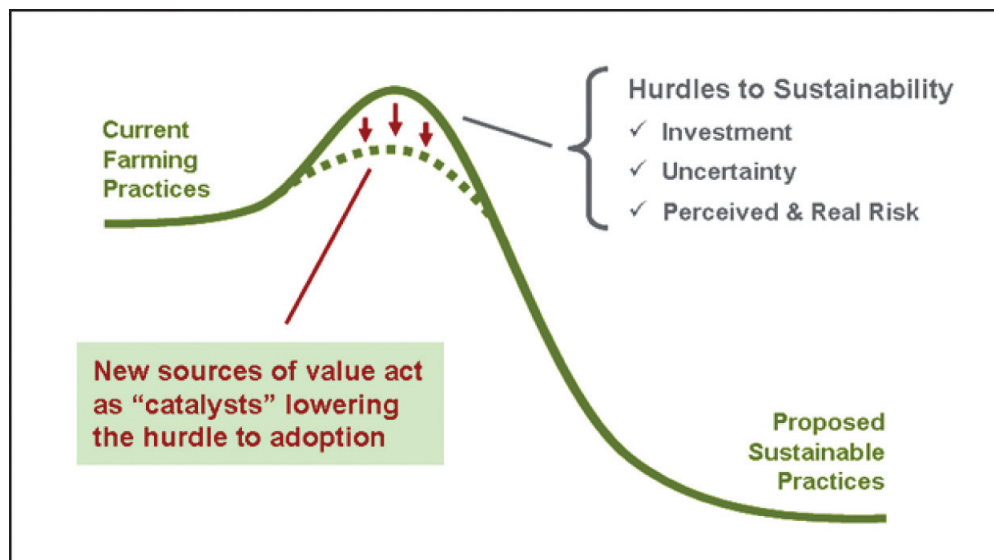 Current
Farming
Practices
Hurdles to Sustainability
✓ Investment
✓ Uncertainty
✓ Perceived & Real Risk
New sources of value act
as “catalysts” lowering
the hurdle to adoption
Proposed
Sustainable
Practices